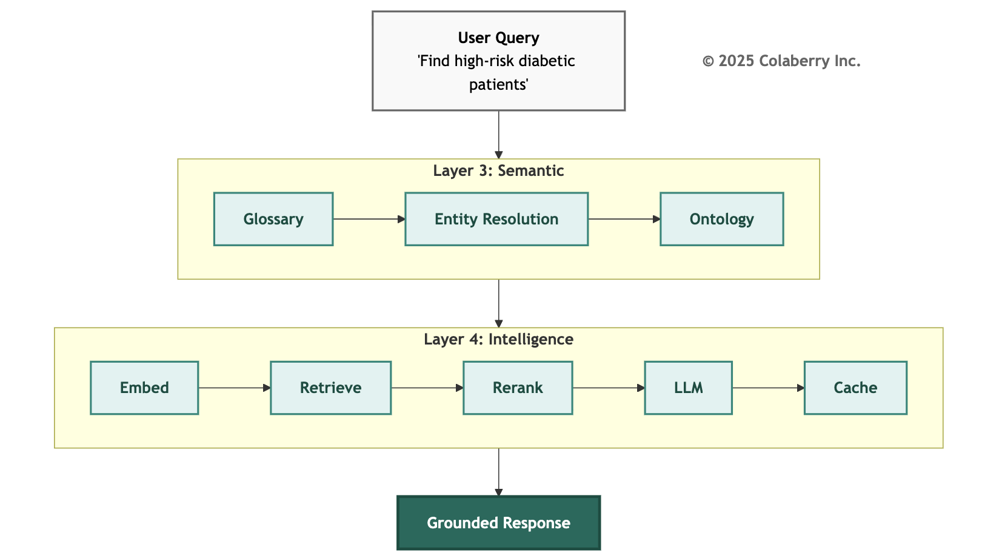 User Query
'Find high-risk diabetic
patients'
© 2025 Colaberry Inc.
Layer 3: Semantic
Glossary
Entity Resolution
Ontology
Layer 4: Intelligence
Embed
Retrieve
Rerank
LLM
Cache
Grounded Response